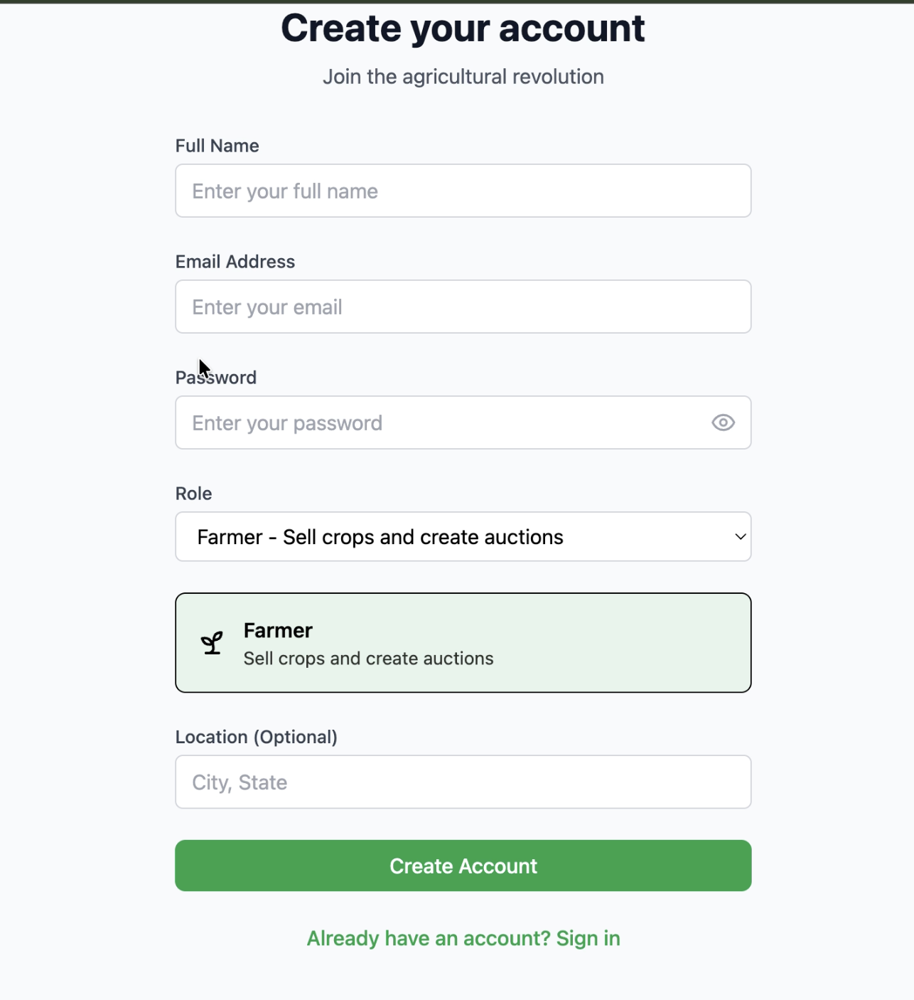 Create your account
Join the agricultural revolution
Full Name
Enter your full name
Email Address
Enter your email
Password
Enter your password
Role
Farmer - Sell crops and create auctions
Farmer
Sell crops and create auctions
Location (Optional)
City, State
Create Account
Already have an account? Sign in